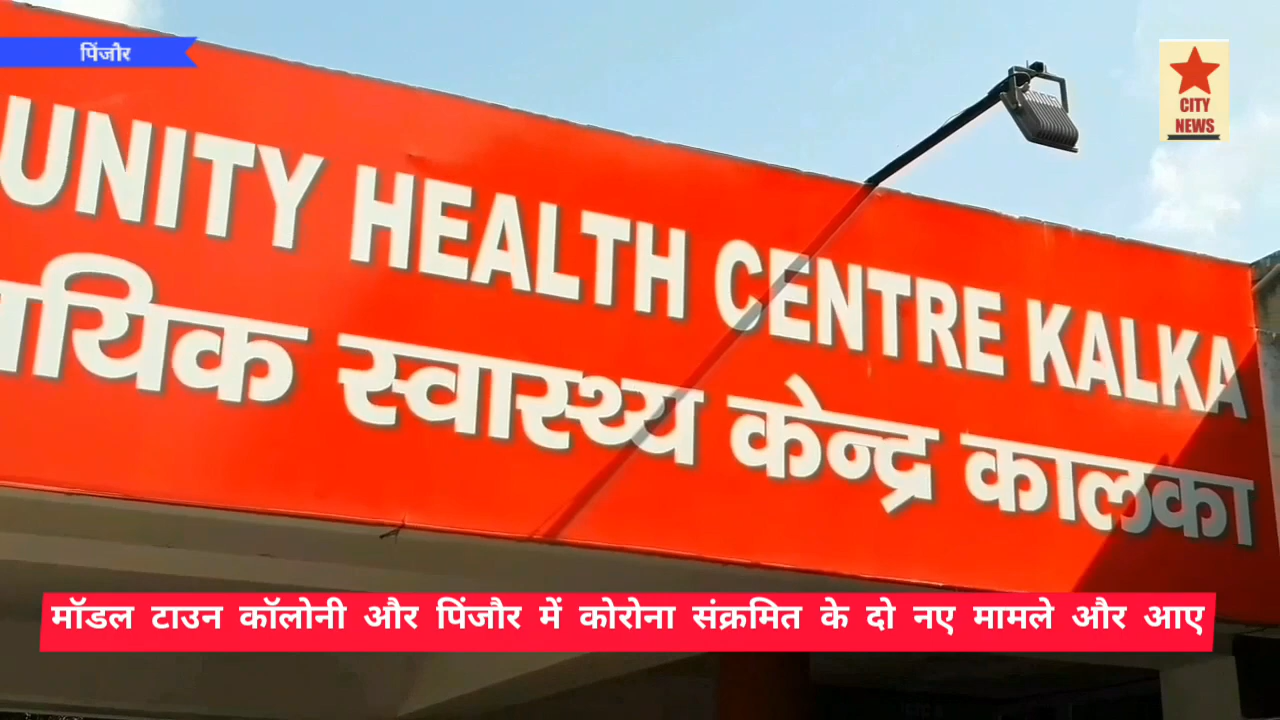 पिंजौर
CITY
NEWS
UNITY HEALTH CENTRE KALKA
यिक स्वास्थ्य केन्द्र कालका
मॉडल टाउन कॉलोनी और पिंजौर में कोरोना संक्रमित के दो नए मामले और आए